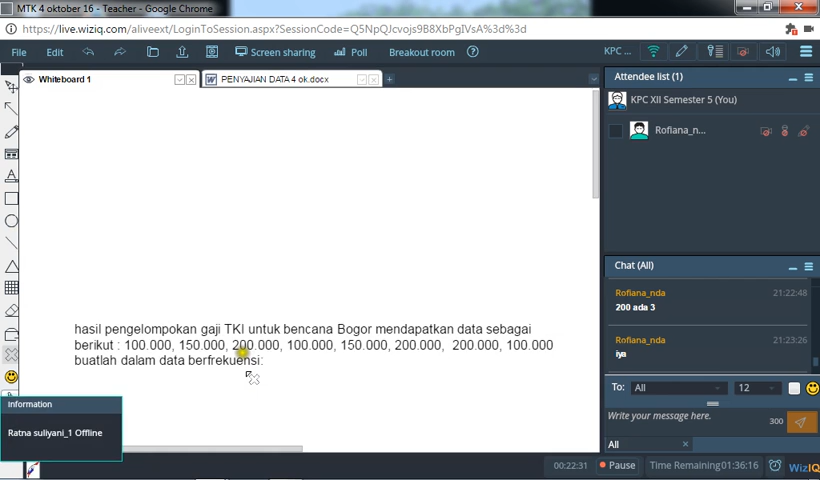 MTK 4 oktober 16 - Teacher - Google Chrome
https://live.wiziq.com/aliveext/LoginToSession.aspx?SessionCode=Q5NpQJcvojs9B8XbPgIVsA%3d%3d
File Edit Screen sharing Poll Breakout room KPC ...
Whiteboard 1
PENYAJIAN DATA 4 ok.docx
Attendee list (1)
KPC XII Semester 5 (You)
Rofiana_n...
hasil pengelompokan gaji TKI untuk bencana Bogor mendapatkan data sebagai
berikut : 100.000, 150.000, 200.000, 100.000, 150.000, 200.000, 200.000, 100.000
buatlah dalam data berfrekuensi:
Chat (All)
Rofiana_nda 21:22:48
200 ada 3
Rofiana_nda 21:23:26
iya
To: All 12
Write your message here. 300
All
Information
Ratna suliyani_1 Offline
00:22:31 Pause Time Remaining01:36:16 WizIQ